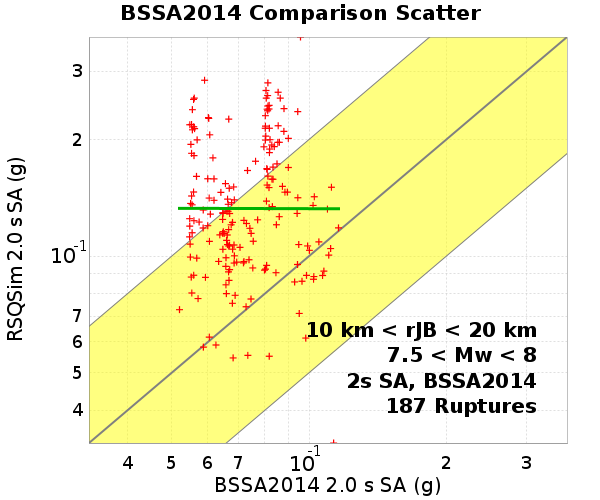 BSSA2014 Comparison Scatter
RSQSim 2.0 s SA (g)
3
2
10⁻¹
7
6
5
4
10 km < rJB < 20 km
7.5 < Mw < 8
2s SA, BSSA2014
187 Ruptures
4 5 6 7 10⁻¹ 2 3
BSSA2014 2.0 s SA (g)